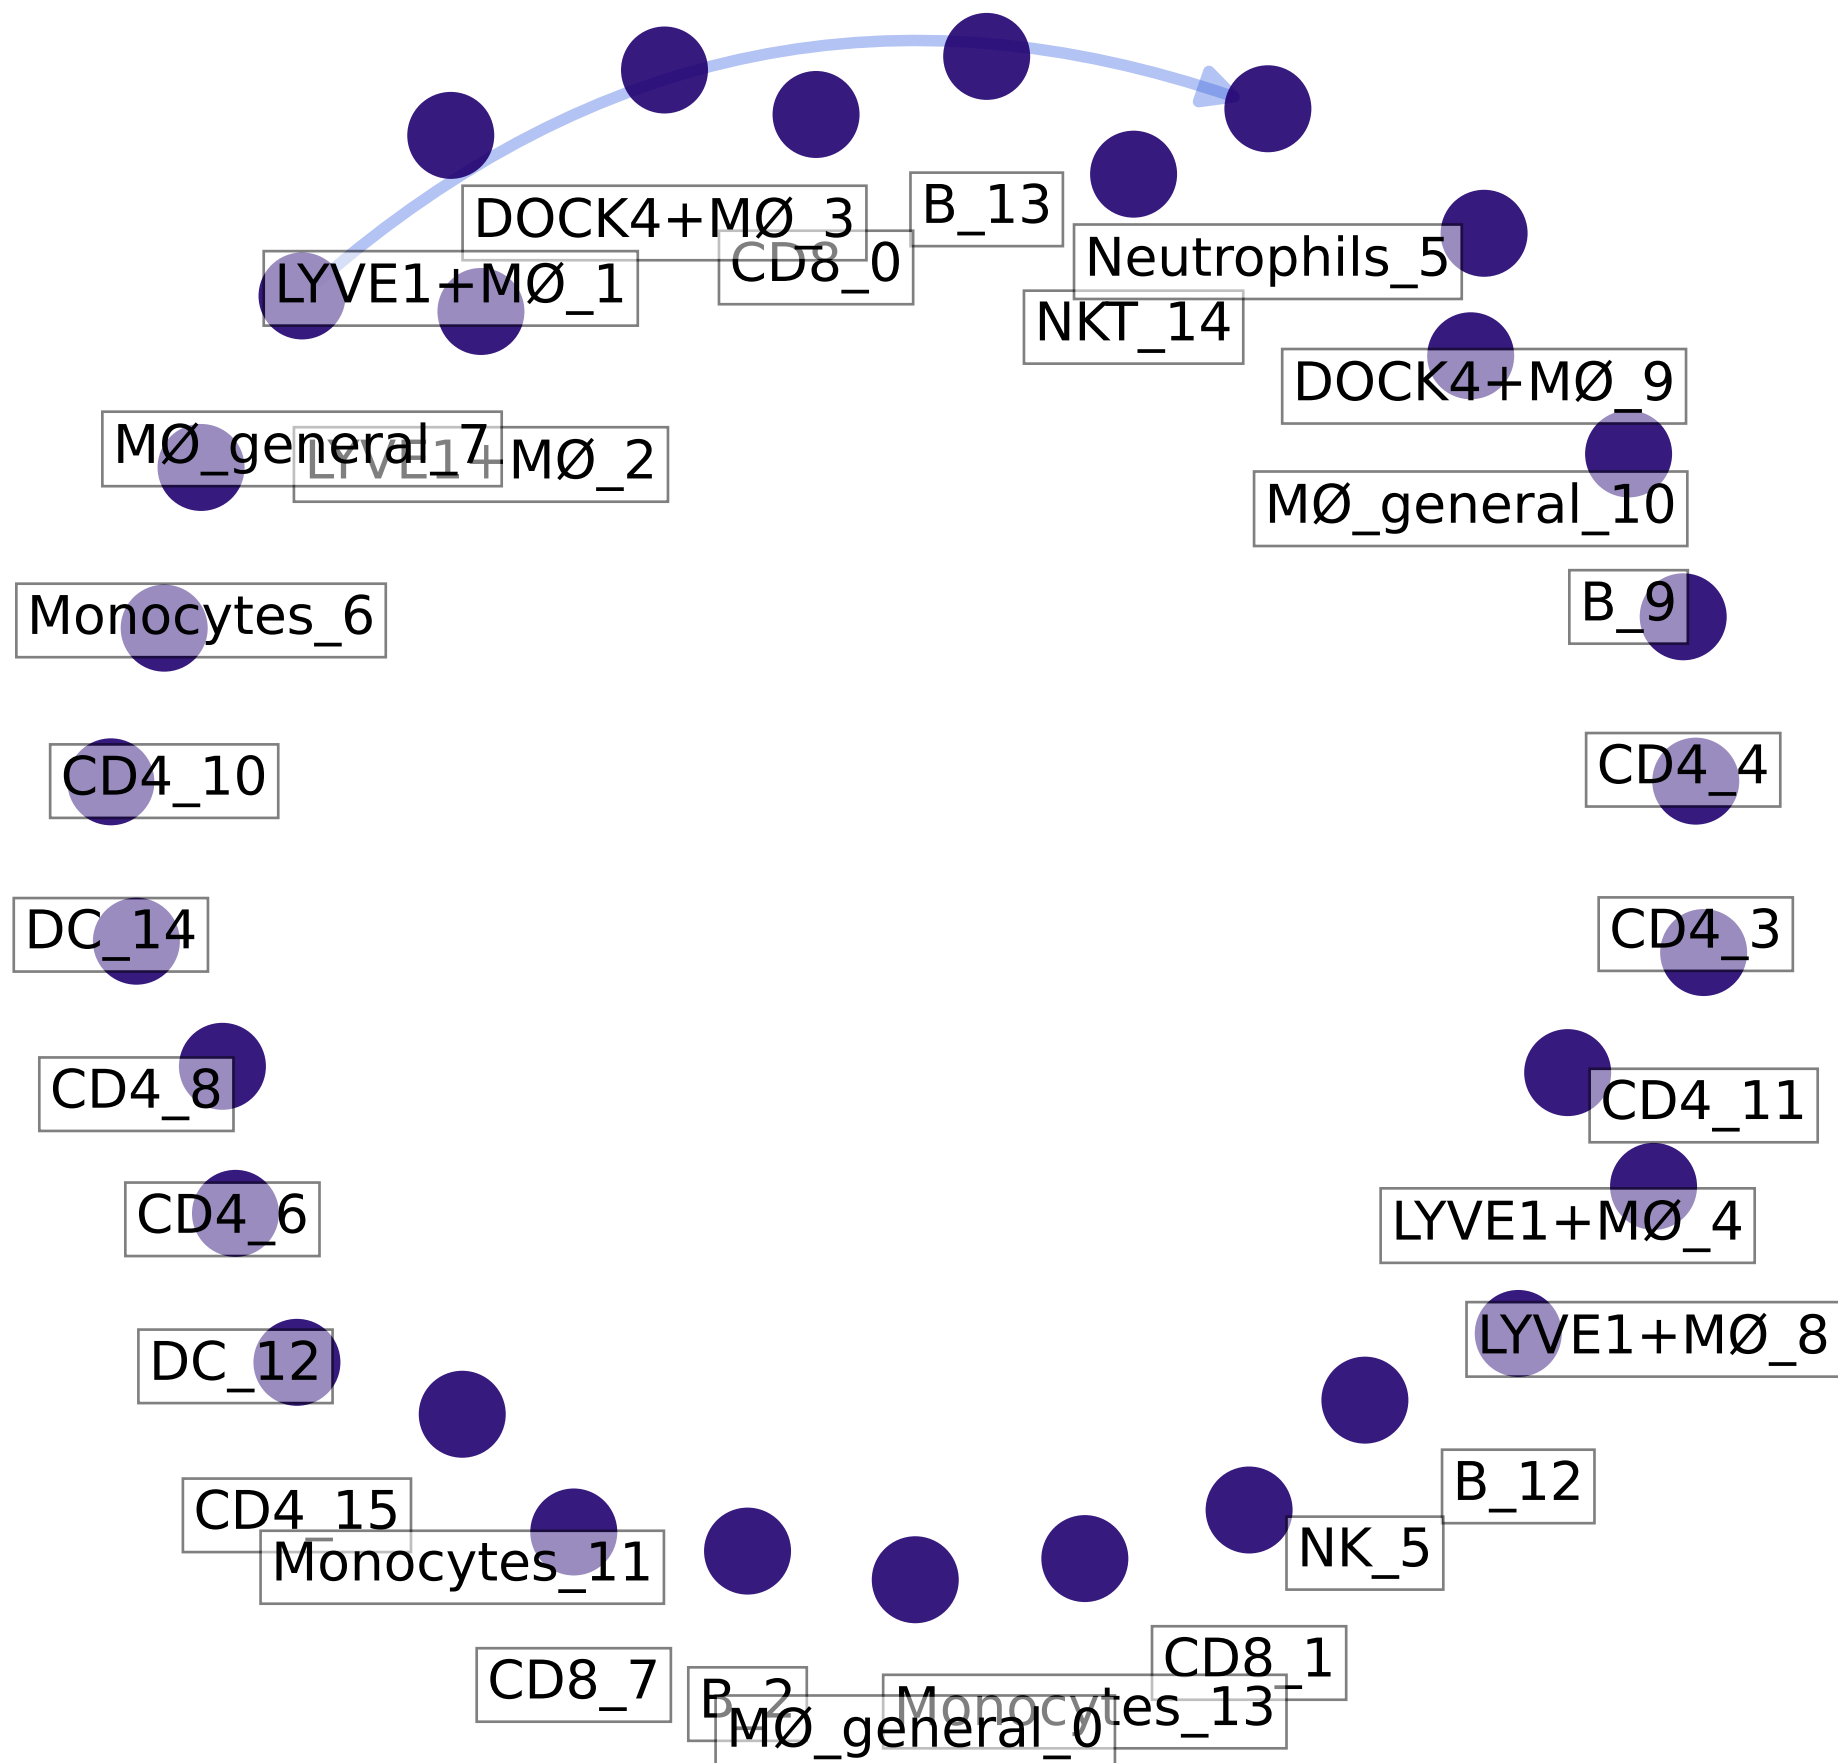 B_13
DOCK4+MØ_3
CD8_0
Neutrophils_5
LYVE1+MØ_1
NKT_14
DOCK4+MØ_9
MØ_general_7
LYVE1+MØ_2
MØ_general_10
B_9
Monocytes_6
CD4_4
CD4_10
CD4_3
DC_14
CD4_8
CD4_11
CD4_6
LYVE1+MØ_4
LYVE1+MØ_8
DC_12
B_12
CD4_15
NK_5
Monocytes_11
CD8_1
CD8_7
B_2
Monocytes_13
MØ_general_0